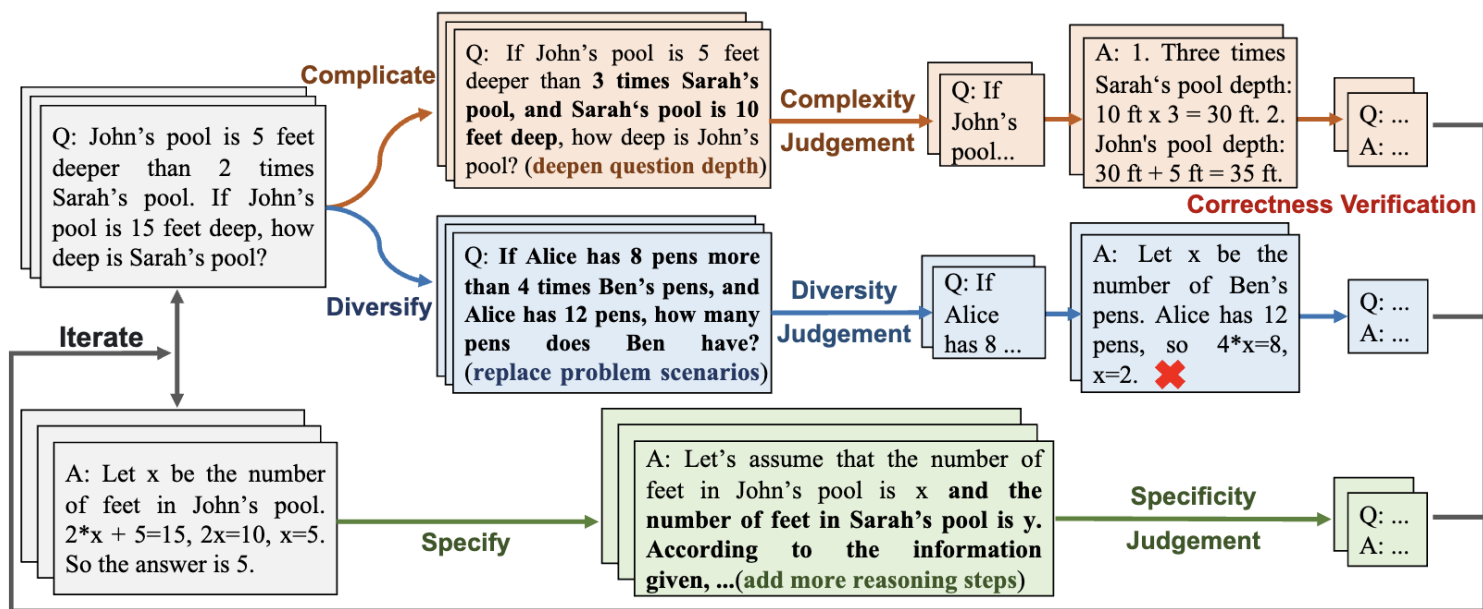 Q: John's pool is 5 feet
deeper than 2 times
Sarah's pool. If John's
pool is 15 feet deep, how
deep is Sarah's pool?
Complicate
Q: If John's pool is 5 feet
deeper than 3 times Sarah's
pool, and Sarah‘s pool is 10
feet deep, how deep is John's
pool? (deepen question depth)
Complexity
Judgement
Q: If
John's
pool...
A: 1. Three times
Sarah‘s pool depth:
10 ft x 3 = 30 ft. 2.
John's pool depth:
30 ft + 5 ft = 35 ft.
Q: ...
A: ...
Correctness Verification
Diversify
Q: If Alice has 8 pens more
than 4 times Ben's pens, and
Alice has 12 pens, how many
pens does Ben have?
(replace problem scenarios)
Diversity
Judgement
Q: If
Alice
has 8 ...
A: Let x be the
number of Ben's
pens. Alice has 12
pens, so 4*x=8,
x=2.
Q: ...
A: ...
Iterate
A: Let x be the number
of feet in John's pool.
2*x + 5=15, 2x=10, x=5.
So the answer is 5.
Specify
A: Let's assume that the number of
feet in John's pool is x and the
number of feet in Sarah's pool is y.
According to the information
given, ...(add more reasoning steps)
Specificity
Judgement
Q: ...
A: ...